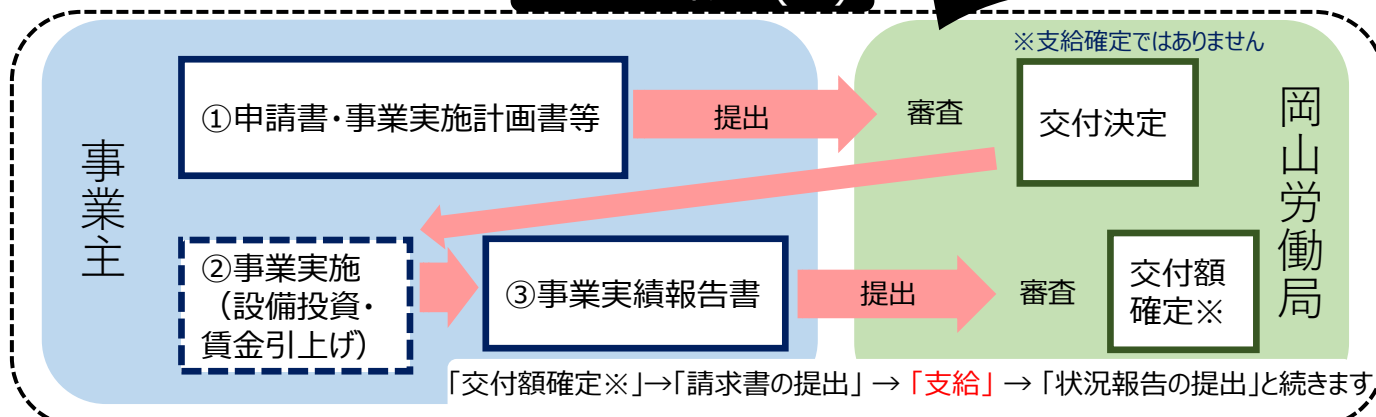 ※支給確定ではありません
事業主
①申請書・事業実施計画書等
提出
審査
交付決定
岡山労働局
②事業実施
（設備投資・
賃金引上げ）
③事業実績報告書
提出
審査
交付額
確定※
「交付額確定※」→「請求書の提出」 → 「支給」 → 「状況報告の提出」と続きます